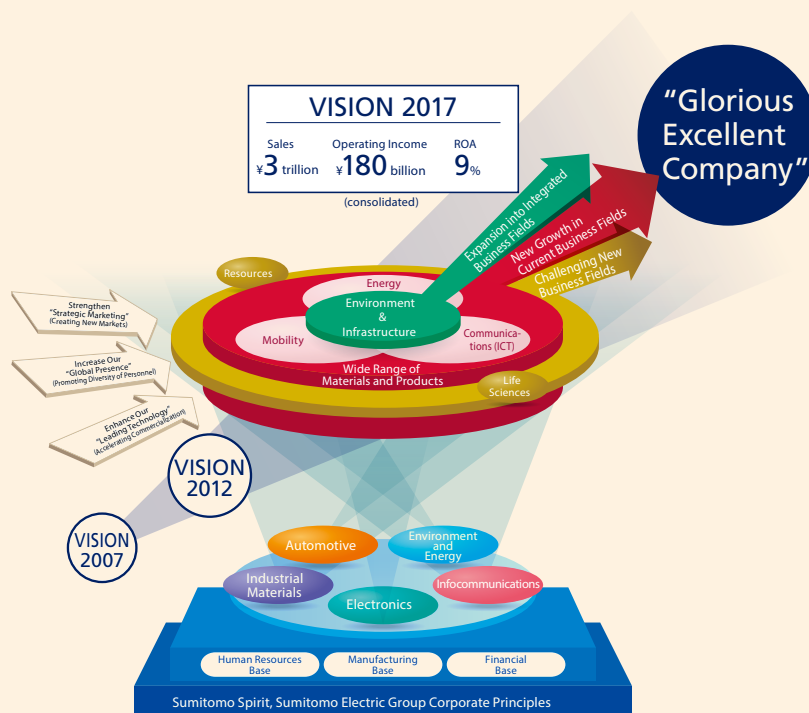 VISION 2017
Sales
¥3 trillion
Operating Income
¥180 billion
ROA
9%
(consolidated)
"Glorious
Excellent
Company"
Expansion into Integrated
Business Fields
New Growth in
Current Business Fields
Challenging New
Business Fields
Resources
Energy
Environment
&
Infrastructure
Mobility
Communica-
tions (ICT)
Wide Range of
Materials and Products
Life
Sciences
Strengthen
"Strategic Marketing"
(Creating New Markets)
Increase Our
"Global Presence"
(Promoting Diversity of Personnel)
Enhance Our
"Leading Technology"
(Accelerating Commercialization)
VISION
2012
VISION
2007
Automotive
Environment
and
Energy
Industrial
Materials
Infocommunications
Electronics
Human Resources
Base
Manufacturing
Base
Financial
Base
Sumitomo Spirit, Sumitomo Electric Group Corporate Principles